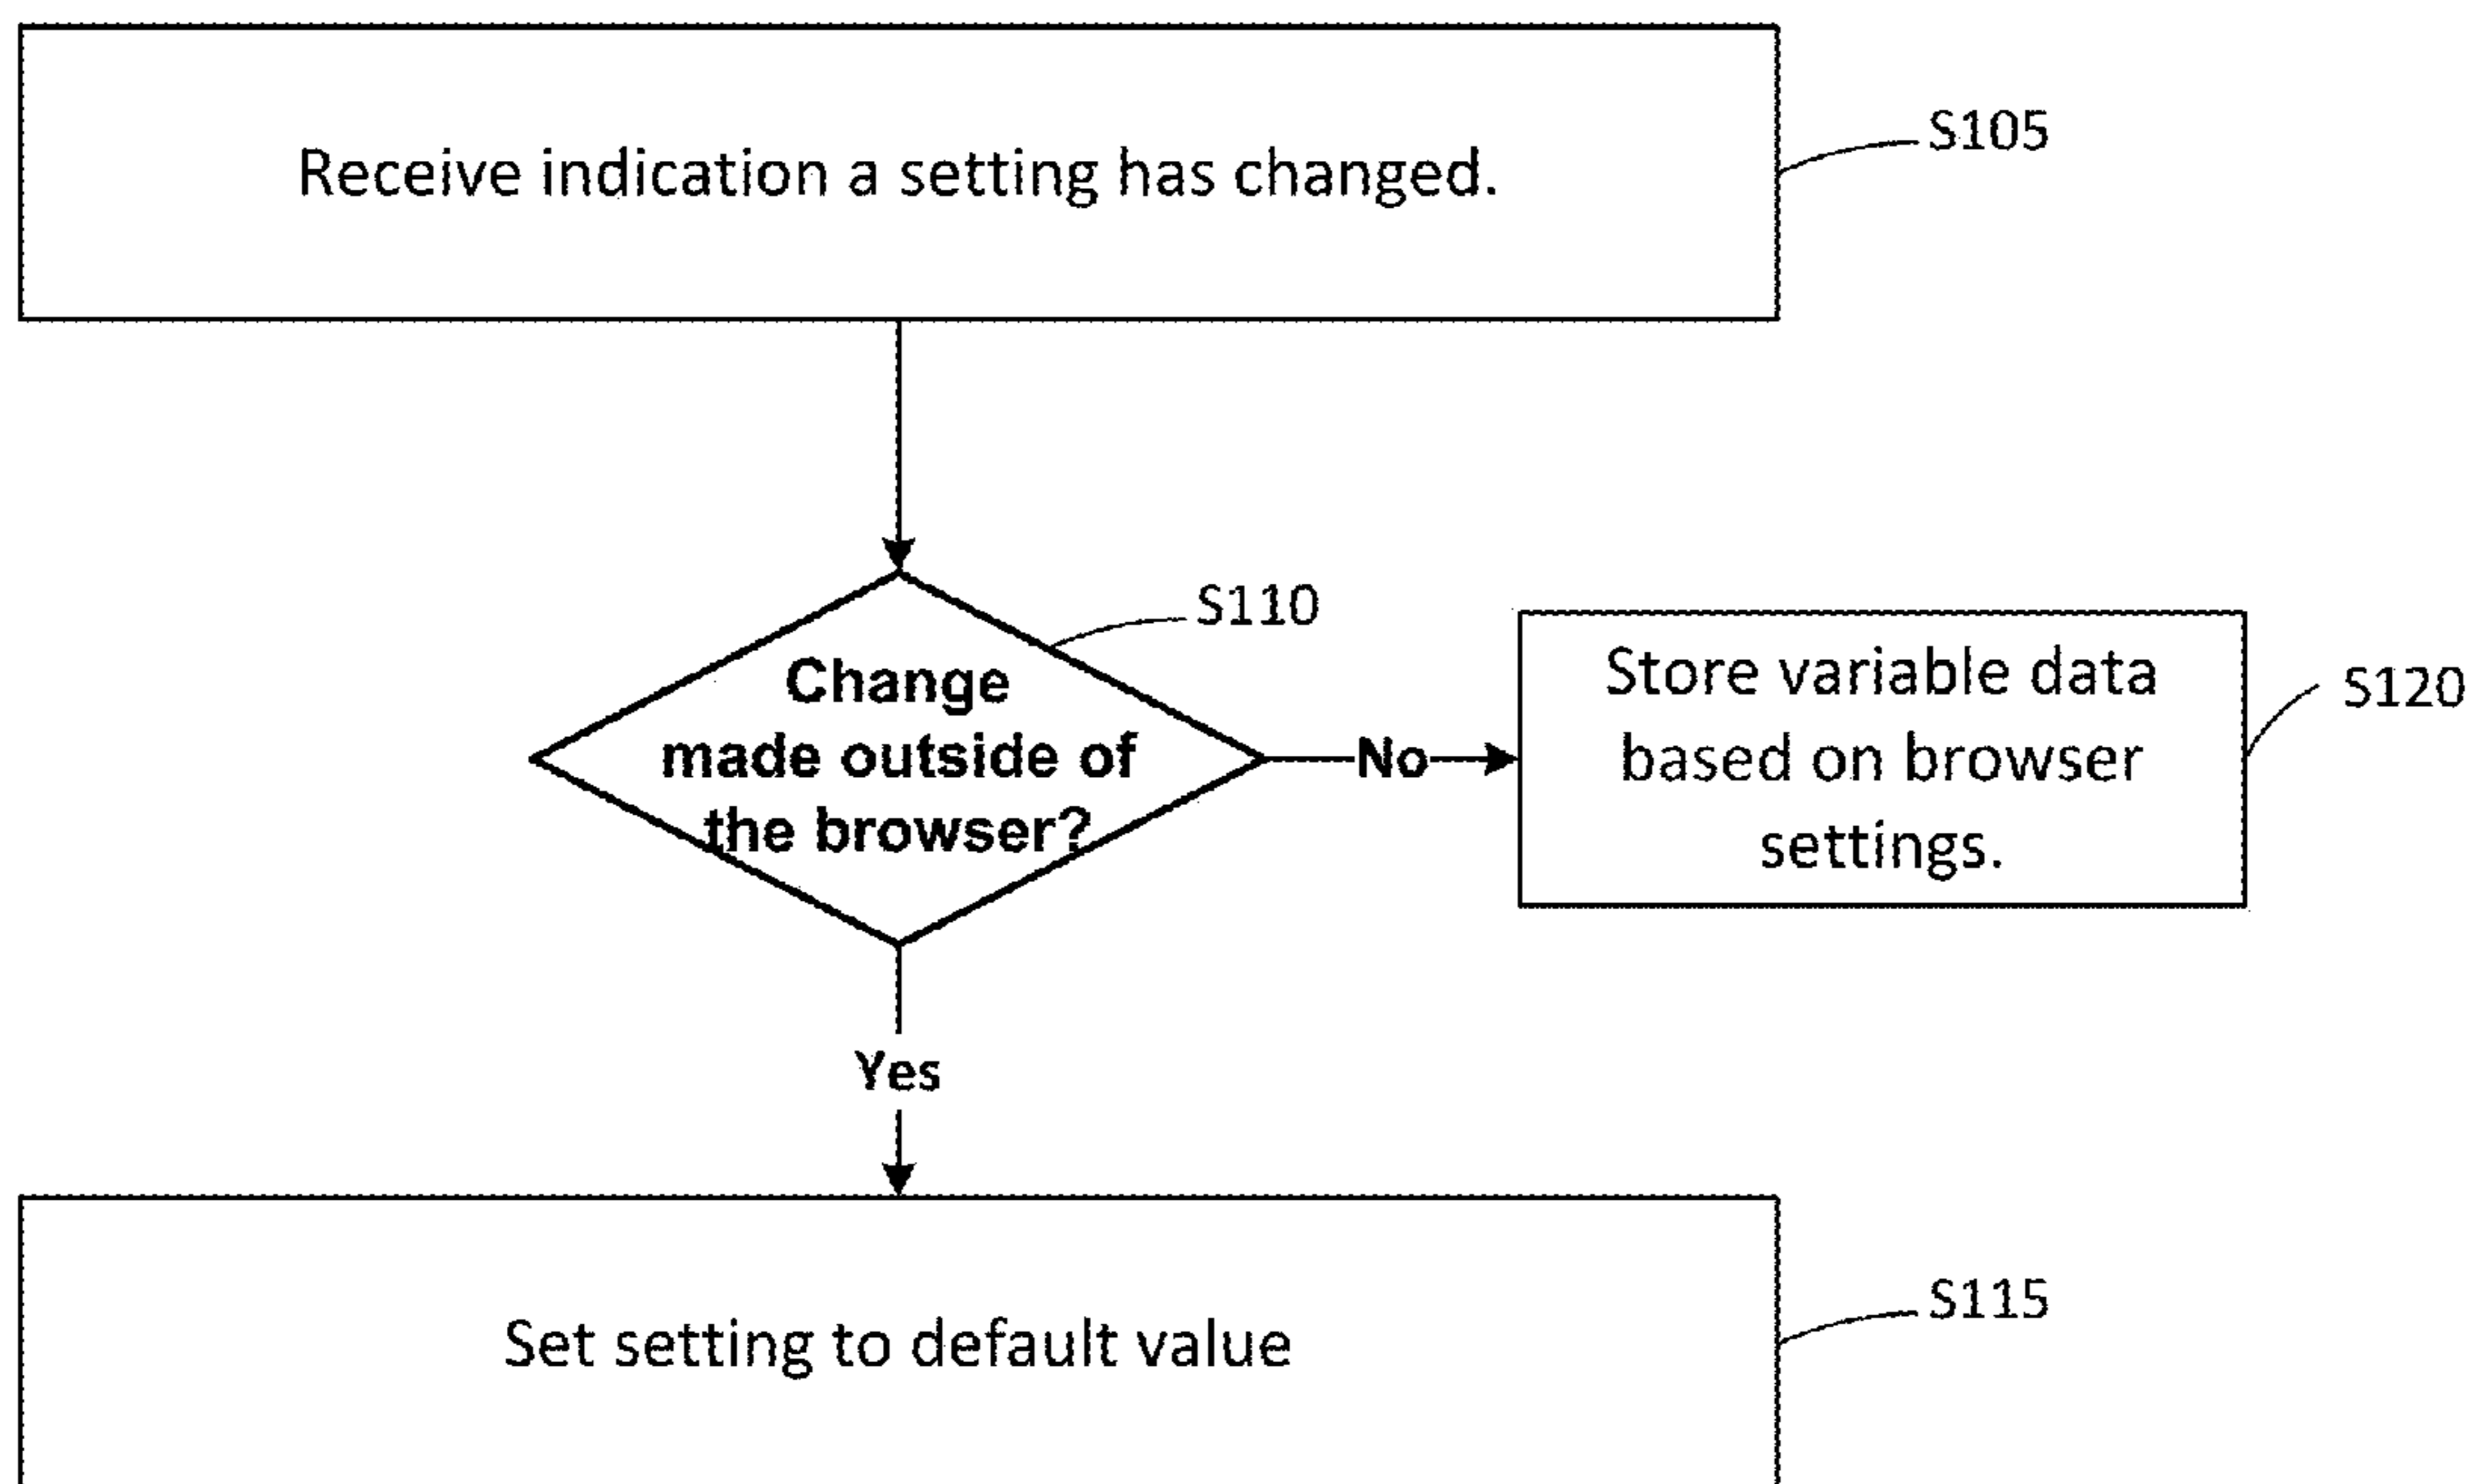 Receive indication a setting has changed.
S105
S110
Change
made outside of
the browser?
No
Store variable data
based on browser
settings.
S120
Yes
Set setting to default value
S115